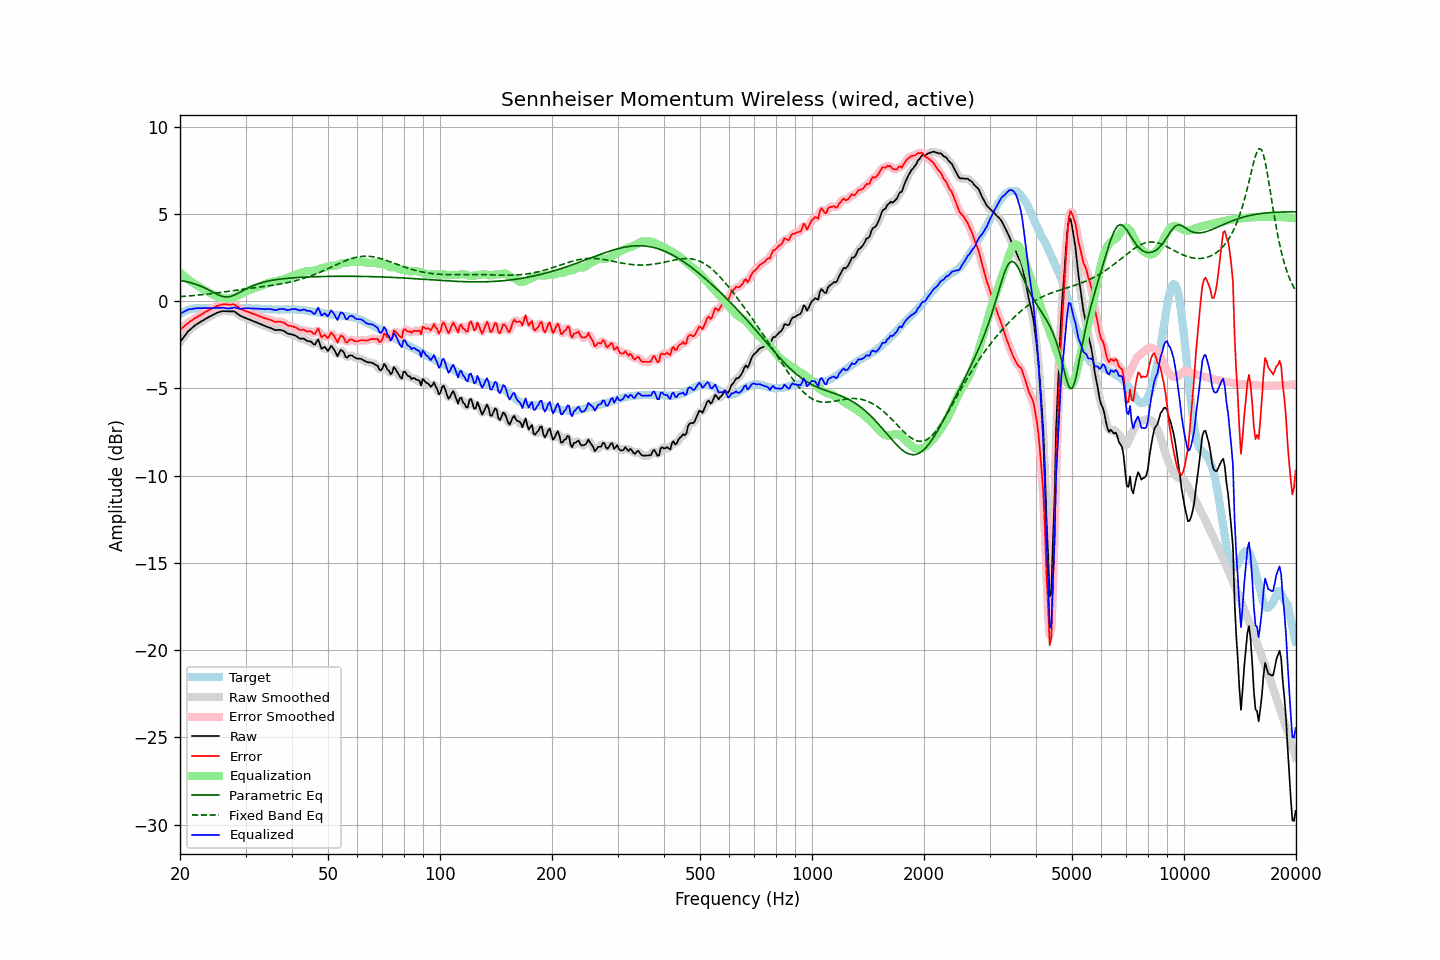 Sennheiser Momentum Wireless (wired, active)
10
5
0
−5
−10
−15
−20
−25
−30
Amplitude (dBr)
Target
Raw Smoothed
Error Smoothed
Raw
Error
Equalization
Parametric Eq
Fixed Band Eq
Equalized
20 50 100 200 500 1000 2000 5000 10000 20000
Frequency (Hz)